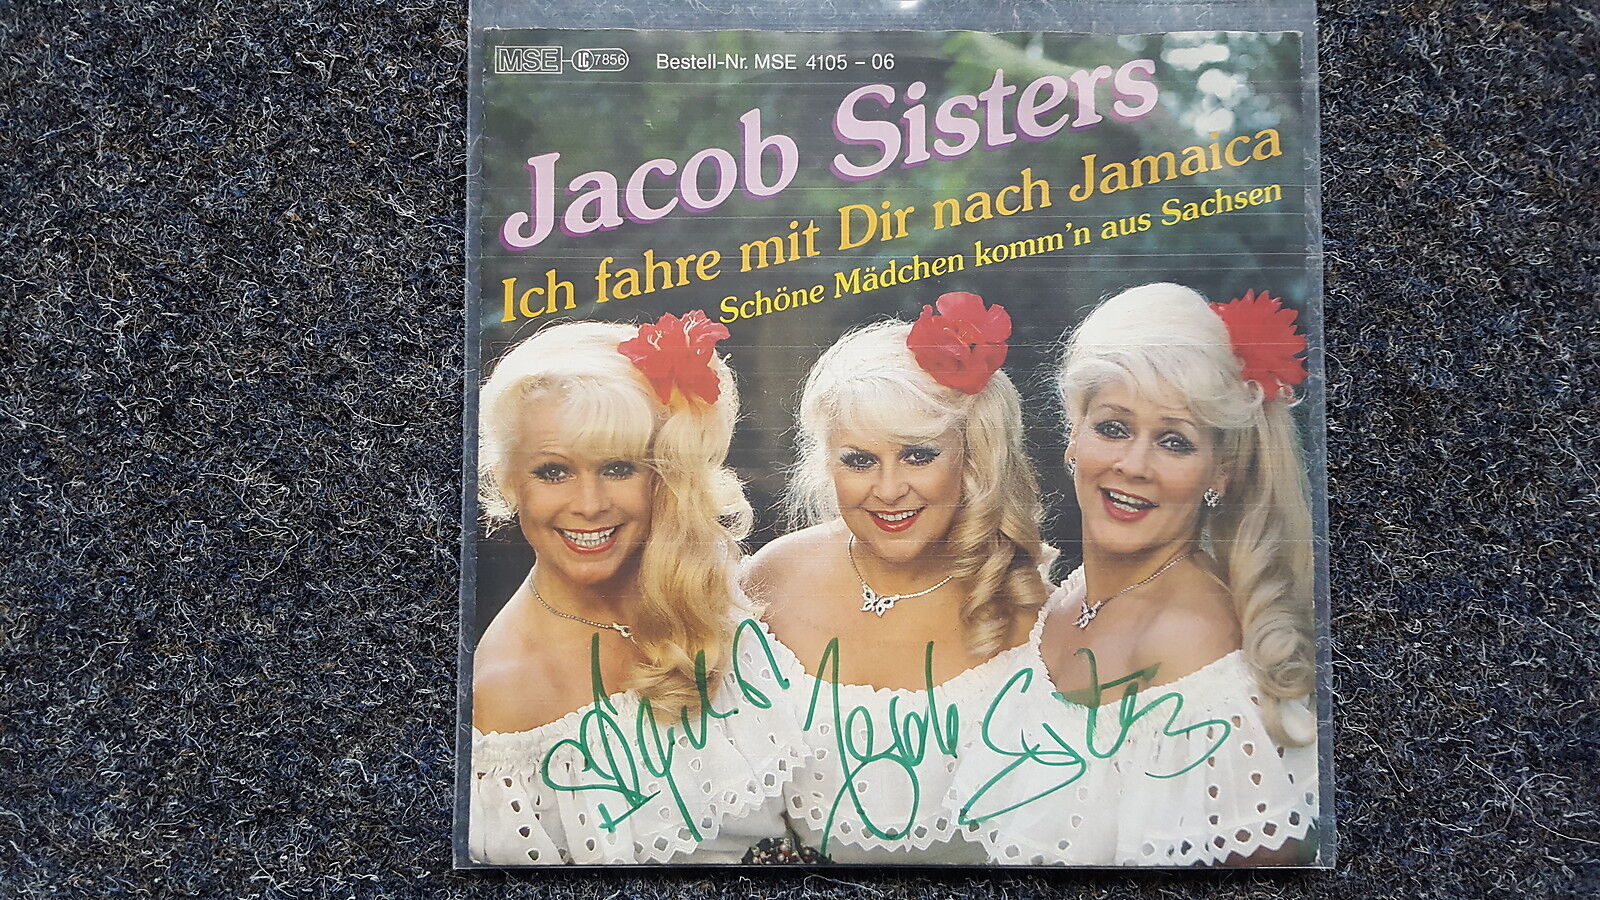 MSE LC 7856 Bestell-Nr. MSE 4105 - 06
Jacob Sisters
Ich fahre mit Dir nach Jamaica
Schöne Mädchen komm'n aus Sachsen
Jacob Sisters